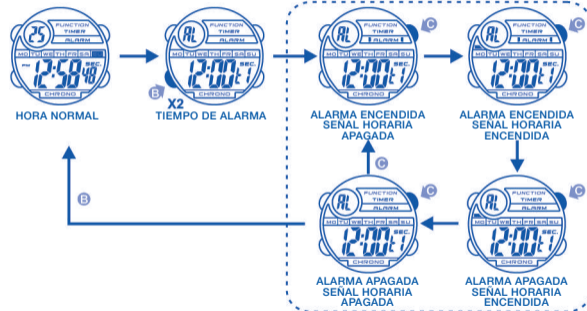 25
FUNCTION
TIMER
ALARM
MO TU WE TH FR SA SU
PM 12:58 48 SEC.
CHRONO
HORA NORMAL
AL
FUNCTION
TIMER
ALARM
MO TU WE TH FR SA SU
12:00 t1 SEC.
CHRONO
B
X2
TIEMPO DE ALARMA
AL
FUNCTION
TIMER
ALARM
MO TU WE TH FR SA SU
12:00 t1 SEC.
CHRONO
C
ALARMA ENCENDIDA
SEÑAL HORARIA
APAGADA
AL
FUNCTION
TIMER
ALARM
MO TU WE TH FR SA SU
12:00 t1 SEC.
CHRONO
C
ALARMA ENCENDIDA
SEÑAL HORARIA
ENCENDIDA
B
C
AL
FUNCTION
TIMER
ALARM
MO TU WE TH FR SA SU
12:00 t1 SEC.
CHRONO
C
ALARMA APAGADA
SEÑAL HORARIA
APAGADA
AL
FUNCTION
TIMER
ALARM
MO TU WE TH FR SA SU
12:00 t1 SEC.
CHRONO
C
ALARMA APAGADA
SEÑAL HORARIA
ENCENDIDA